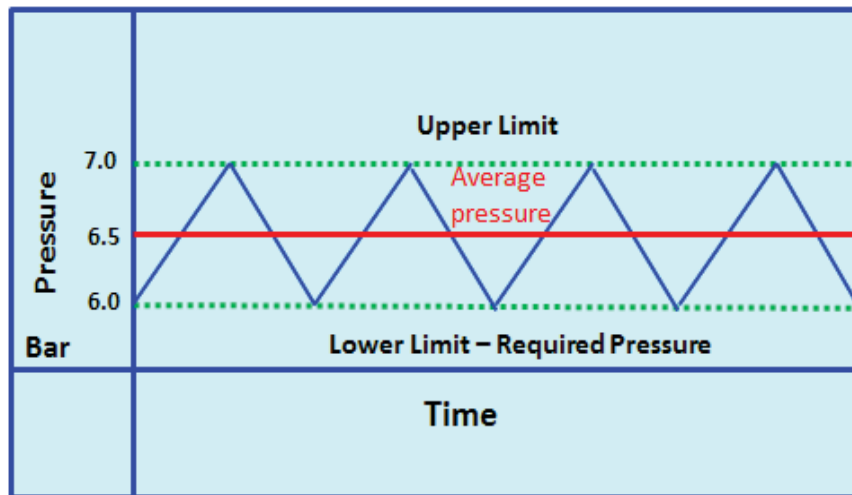 Upper Limit
7.0
Average
pressure
Pressure
6.5
6.0
Bar
Lower Limit – Required Pressure
Time